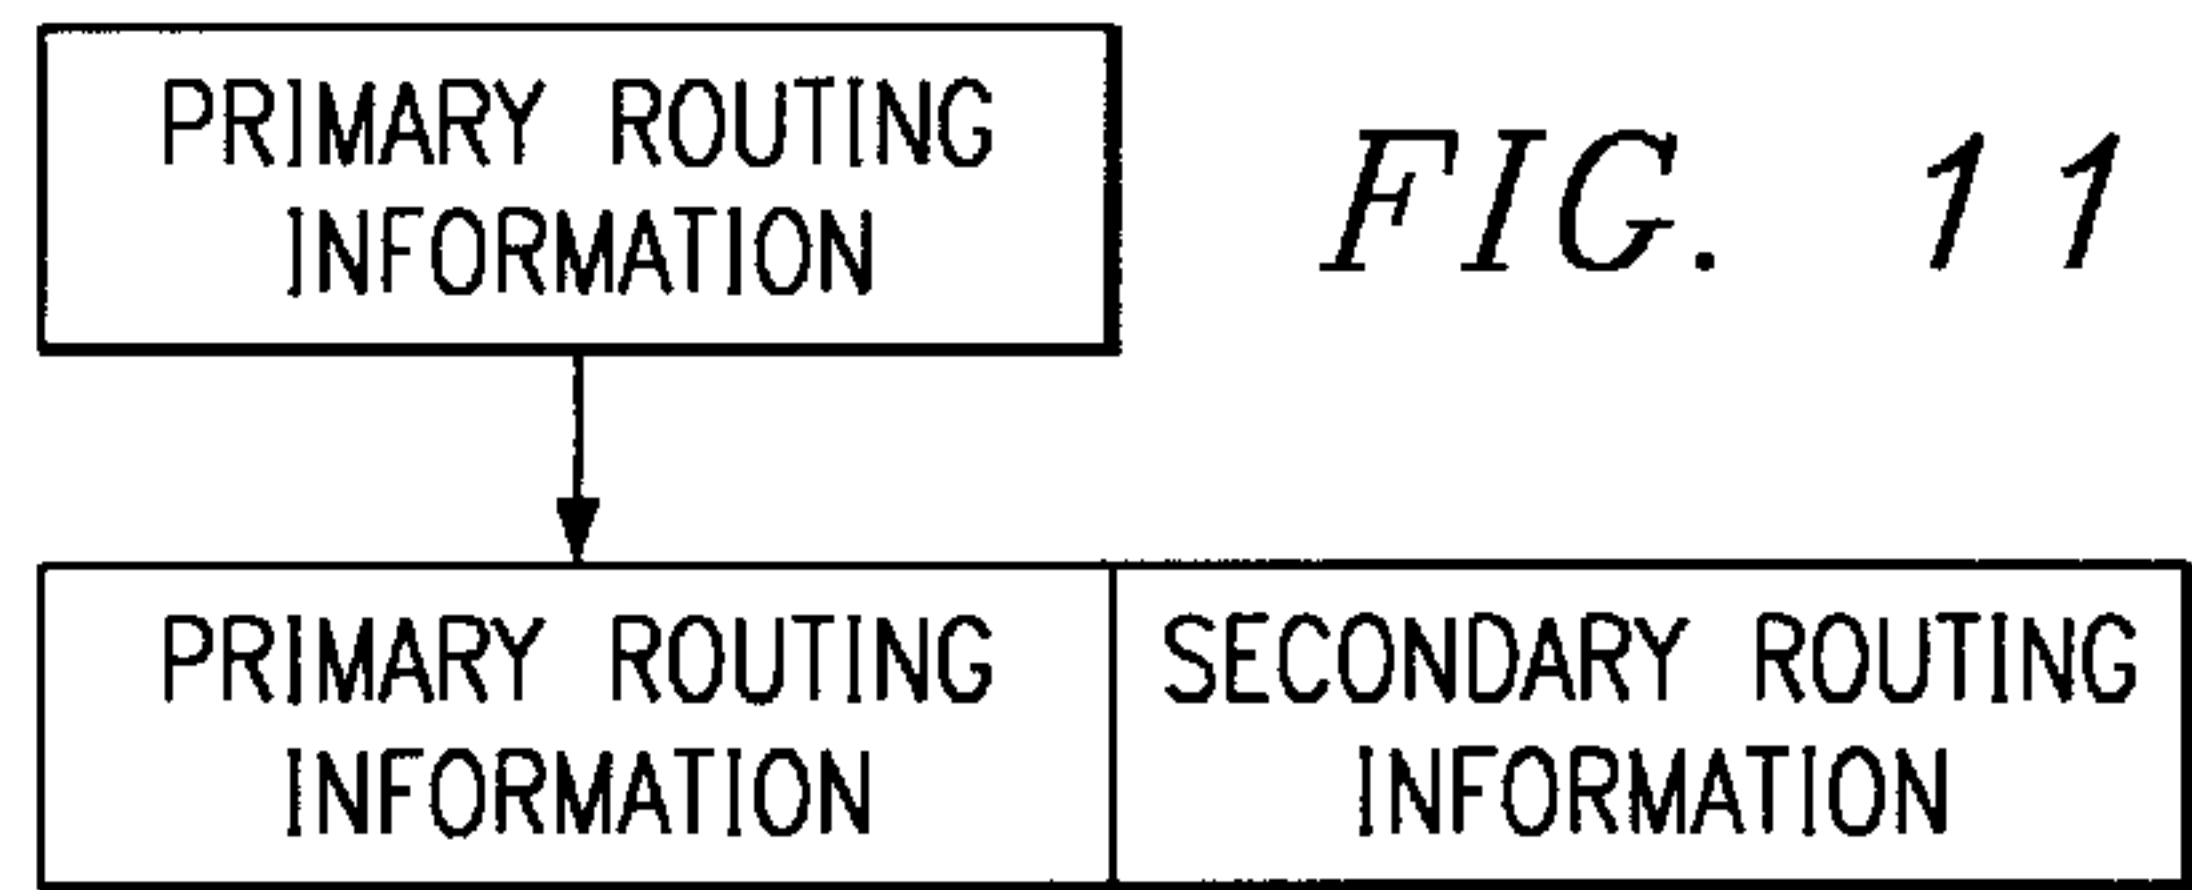 PRIMARY ROUTING
INFORMATION
FIG. 11
PRIMARY ROUTING
INFORMATION
SECONDARY ROUTING
INFORMATION